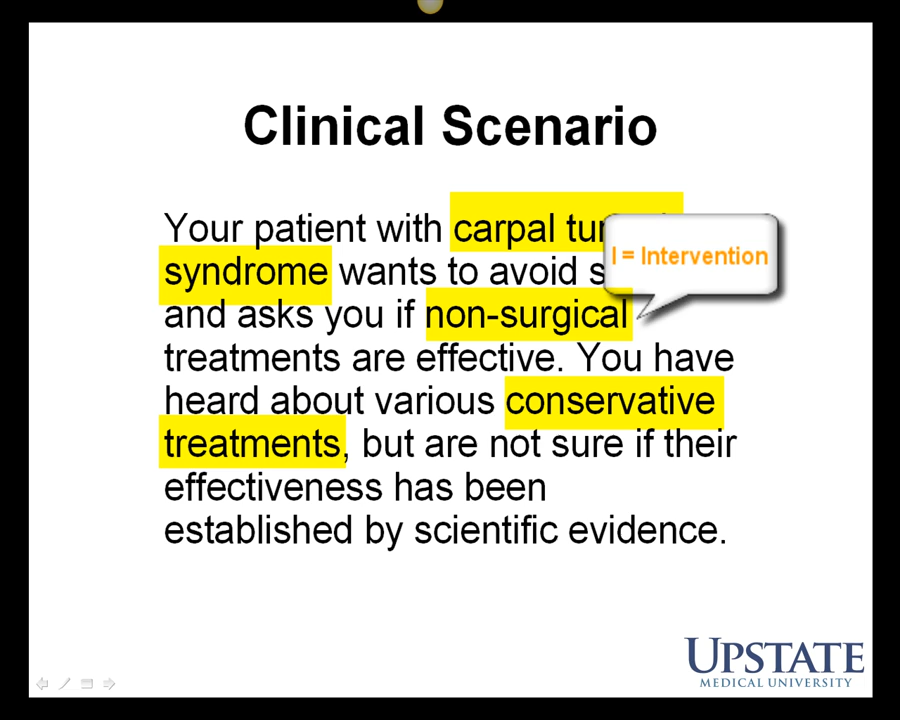 Clinical Scenario
Your patient with carpal
I = Intervention
syndrome wants to avoid
and asks you if non-surgical
treatments are effective. You have
heard about various conservative
treatments, but are not sure if their
effectiveness has been
established by scientific evidence.
UPSTATE
MEDICAL UNIVERSITY